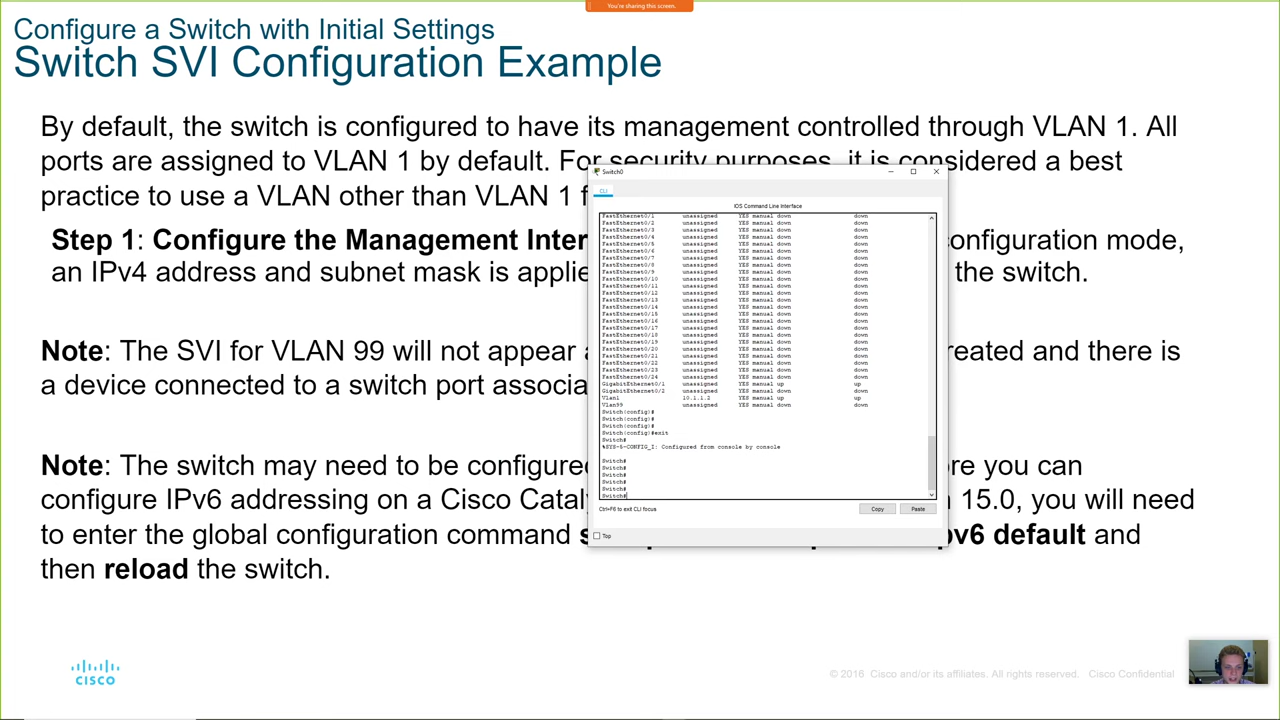 You're sharing this screen.
Configure a Switch with Initial Settings
Switch SVI Configuration Example
By default, the switch is configured to have its management controlled through VLAN 1. All
ports are assigned to VLAN 1 by default. For security purposes, it is considered a best
practice to use a VLAN other than VLAN 1 f
Step 1: Configure the Management Inter onfiguration mode,
an IPv4 address and subnet mask is applie the switch.
Note: The SVI for VLAN 99 will not appear a reated and there is
a device connected to a switch port associa
Note: The switch may need to be configured ore you can
configure IPv6 addressing on a Cisco Cataly n 15.0, you will need
to enter the global configuration command s pv6 default and
then reload the switch.
Switch0
CLI
IOS Command Line Interface
FastEthernet0/1 unassigned YES manual down down
FastEthernet0/2 unassigned YES manual down down
FastEthernet0/3 unassigned YES manual down down
FastEthernet0/4 unassigned YES manual down down
FastEthernet0/5 unassigned YES manual down down
FastEthernet0/6 unassigned YES manual down down
FastEthernet0/7 unassigned YES manual down down
FastEthernet0/8 unassigned YES manual down down
FastEthernet0/9 unassigned YES manual down down
FastEthernet0/10 unassigned YES manual down down
FastEthernet0/11 unassigned YES manual down down
FastEthernet0/12 unassigned YES manual down down
FastEthernet0/13 unassigned YES manual down down
FastEthernet0/14 unassigned YES manual down down
FastEthernet0/15 unassigned YES manual down down
FastEthernet0/16 unassigned YES manual down down
FastEthernet0/17 unassigned YES manual down down
FastEthernet0/18 unassigned YES manual down down
FastEthernet0/19 unassigned YES manual down down
FastEthernet0/20 unassigned YES manual down down
FastEthernet0/21 unassigned YES manual down down
FastEthernet0/22 unassigned YES manual down down
FastEthernet0/23 unassigned YES manual down down
FastEthernet0/24 unassigned YES manual down down
GigabitEthernet0/1 unassigned YES manual up up
GigabitEthernet0/2 unassigned YES manual down down
Vlan1 10.1.1.2 YES manual up up
Vlan99 unassigned YES manual down down
Switch(config)#
Switch(config)#
Switch(config)#
Switch(config)#exit
Switch#
%SYS-5-CONFIG_I: Configured from console by console
Switch#
Switch#
Switch#
Switch#
Switch#
Switch#
Ctrl+F6 to exit CLI focus
Copy
Paste
Top
CISCO
© 2016 Cisco and/or its affiliates. All rights reserved. Cisco Confidential